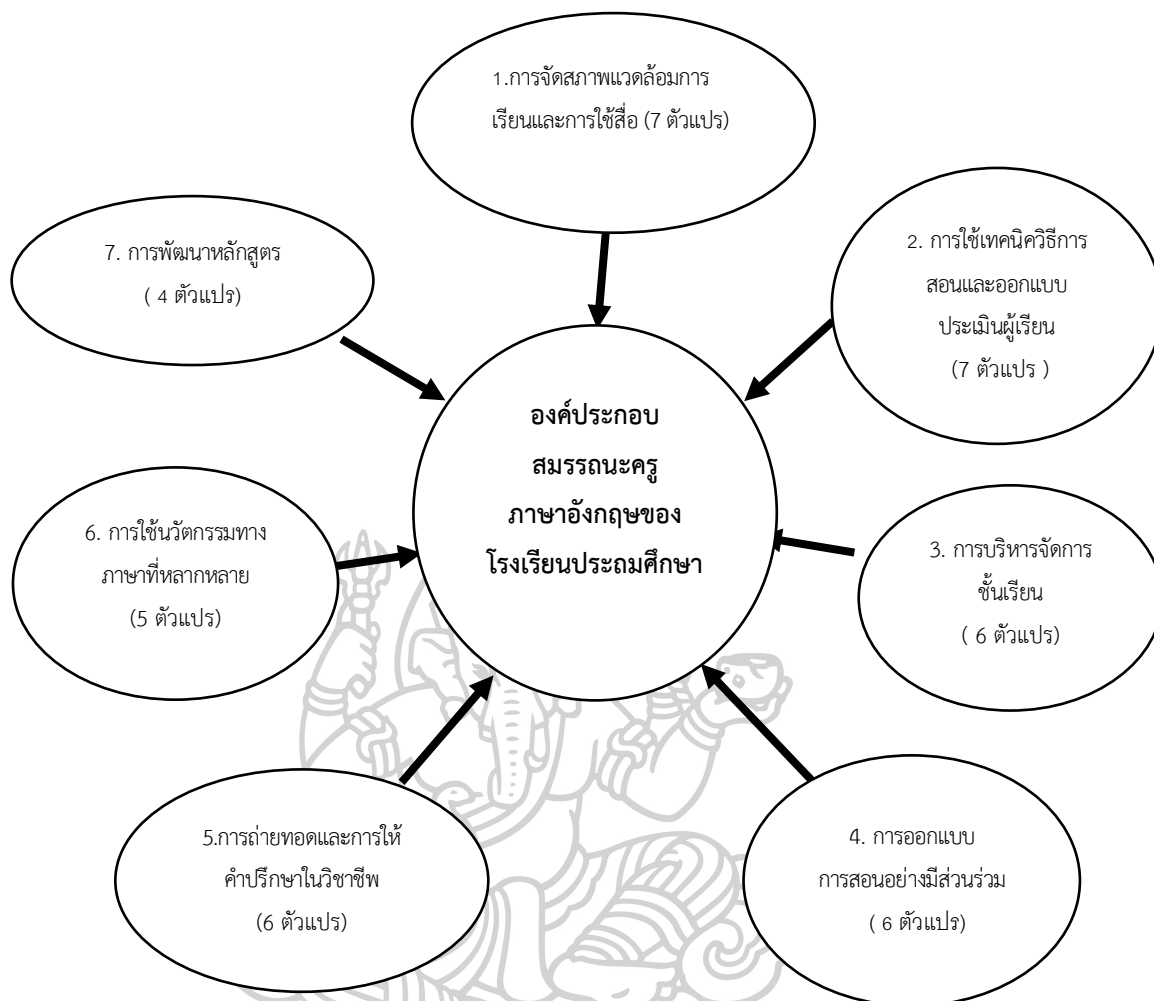 1.การจัดสภาพแวดล้อมการ
เรียนและการใช้สื่อ (7 ตัวแปร)
2. การใช้เทคนิควิธีการ
สอนและออกแบบ
ประเมินผู้เรียน
(7 ตัวแปร )
3. การบริหารจัดการ
ชั้นเรียน
( 6 ตัวแปร)
4. การออกแบบ
การสอนอย่างมีส่วนร่วม
( 6 ตัวแปร)
5.การถ่ายทอดและการให้
คำปรึกษาในวิชาชีพ
(6 ตัวแปร)
6. การใช้นวัตกรรมทาง
ภาษาที่หลากหลาย
(5 ตัวแปร)
7. การพัฒนาหลักสูตร
( 4 ตัวแปร)
องค์ประกอบ
สมรรถนะครู
ภาษาอังกฤษของ
โรงเรียนประถมศึกษา